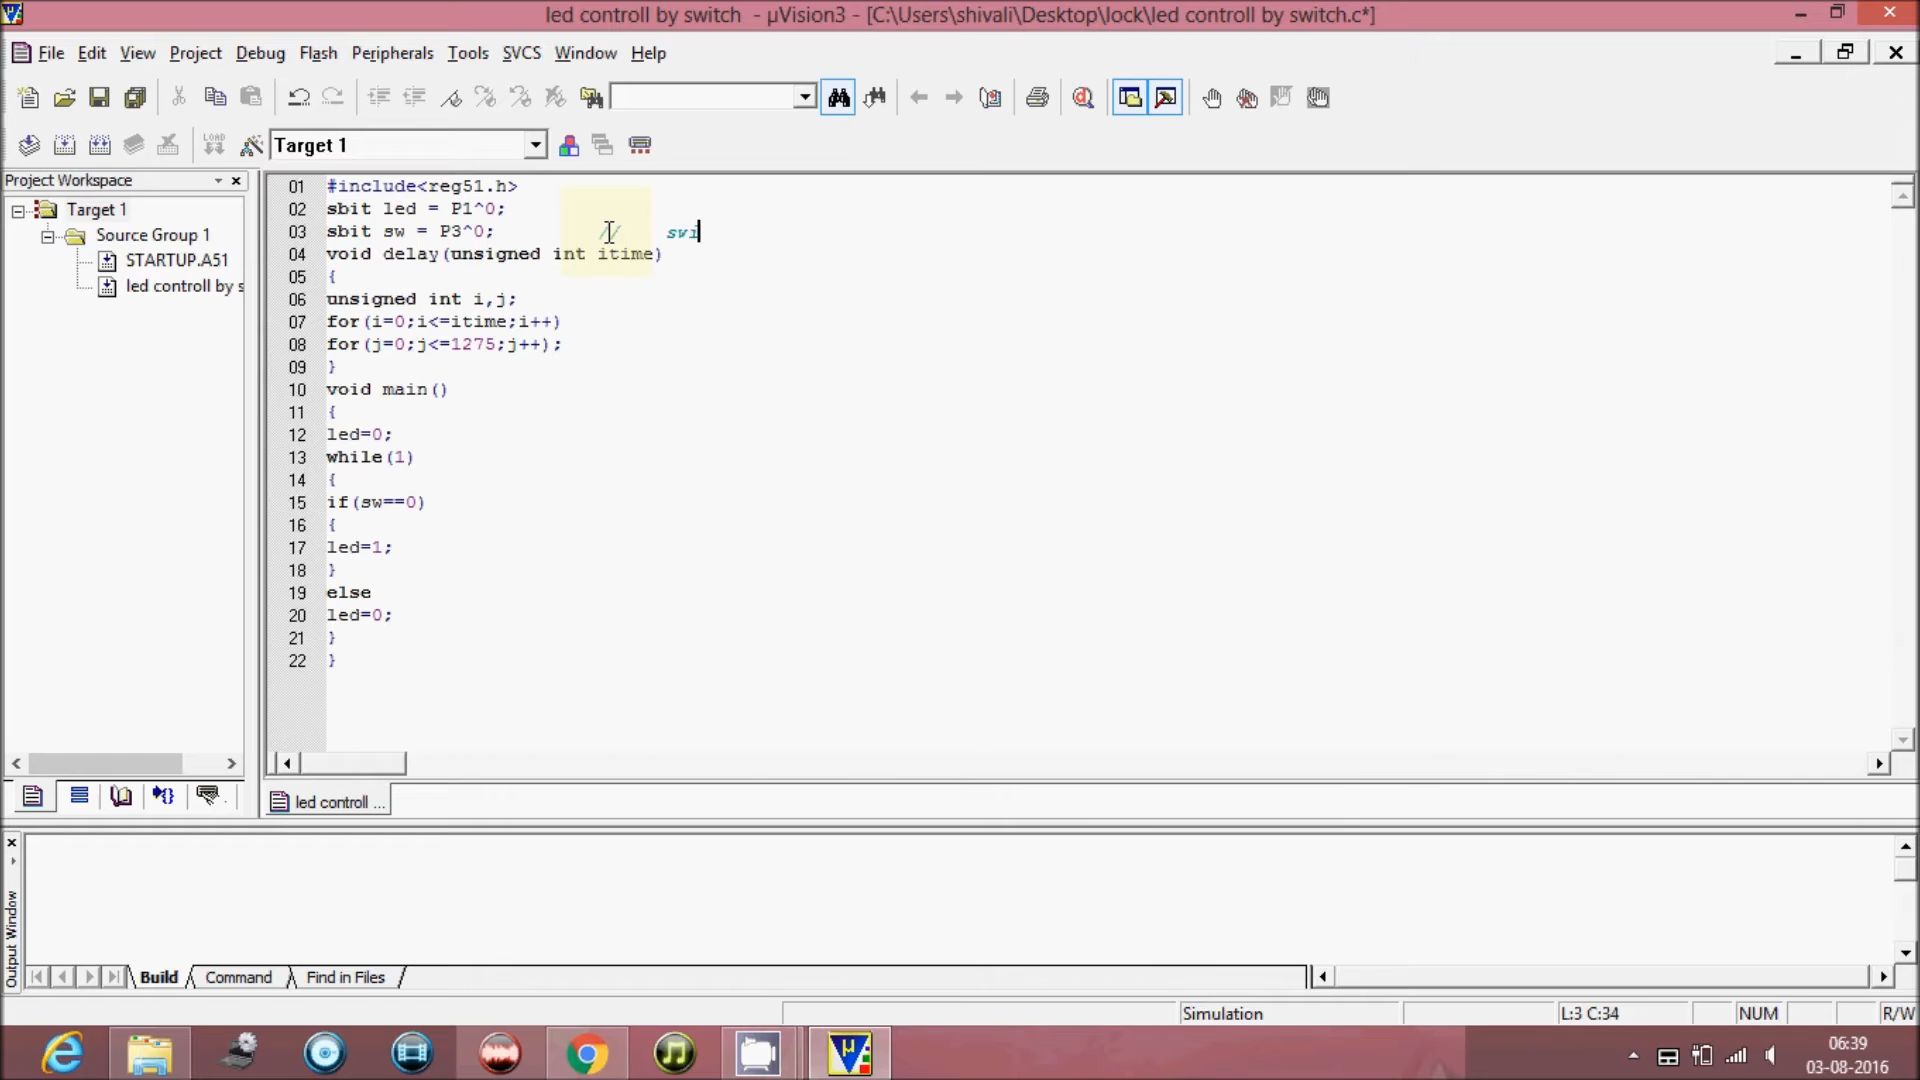 led controll by switch - µVision3 - [C:\Users\shivali\Desktop\lock\led controll by switch.c*]
File Edit View Project Debug Flash Peripherals Tools SVCS Window Help
LOAD
Target 1
Project Workspace
Target 1
Source Group 1
STARTUP.A51
led controll by s
01 #include<reg51.h>
02 sbit led = P1^0;
03 sbit sw = P3^0; // swi
04 void delay(unsigned int itime)
05 {
06 unsigned int i,j;
07 for(i=0;i<=itime;i++)
08 for(j=0;j<=1275;j++);
09 }
10 void main()
11 {
12 led=0;
13 while(1)
14 {
15 if(sw==0)
16 {
17 led=1;
18 }
19 else
20 led=0;
21 }
22 }
led controll ...
Output Window
Build Command Find in Files
Simulation L:3 C:34 NUM R/W
06:39
03-08-2016